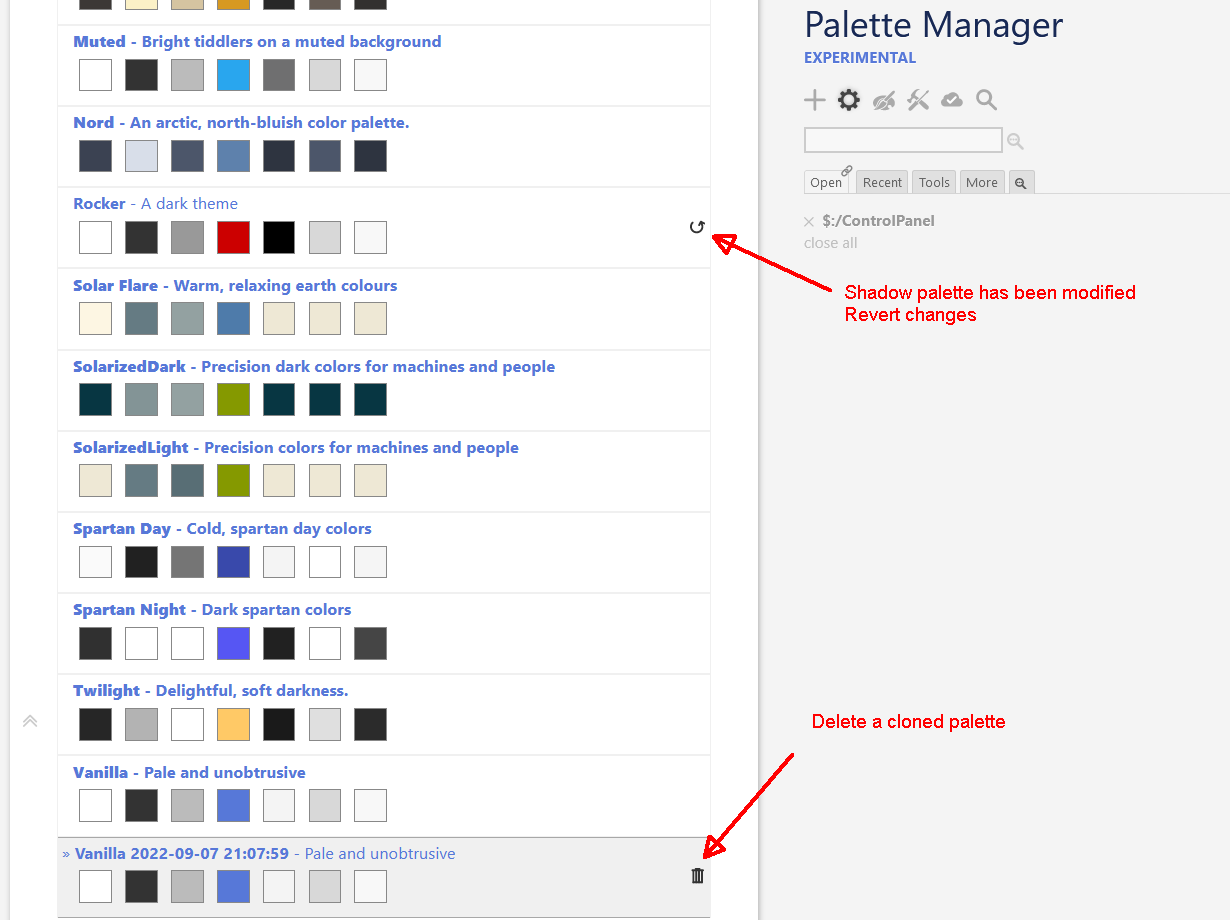 Muted - Bright tiddlers on a muted background
Nord - An arctic, north-bluish color palette.
Rocker - A dark theme
Solar Flare - Warm, relaxing earth colours
SolarizedDark - Precision dark colors for machines and people
SolarizedLight - Precision colors for machines and people
Spartan Day - Cold, spartan day colors
Spartan Night - Dark spartan colors
Twilight - Delightful, soft darkness.
Vanilla - Pale and unobtrusive
» Vanilla 2022-09-07 21:07:59 - Pale and unobtrusive
Palette Manager
EXPERIMENTAL
Open Recent Tools More
× $:/ControlPanel
close all
Shadow palette has been modified
Revert changes
Delete a cloned palette